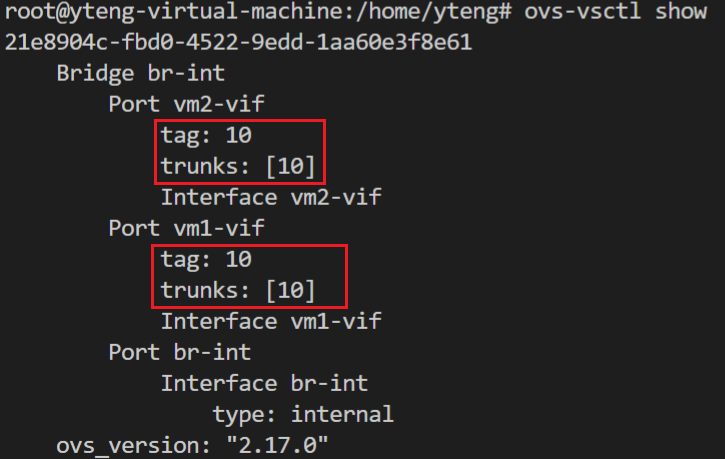 root@yteng-virtual-machine:/home/yteng# ovs-vsctl show
21e8904c-fbd0-4522-9edd-1aa60e3f8e61
    Bridge br-int
        Port vm2-vif
            tag: 10
            trunks: [10]
            Interface vm2-vif
        Port vm1-vif
            tag: 10
            trunks: [10]
            Interface vm1-vif
        Port br-int
            Interface br-int
                type: internal
    ovs_version: "2.17.0"